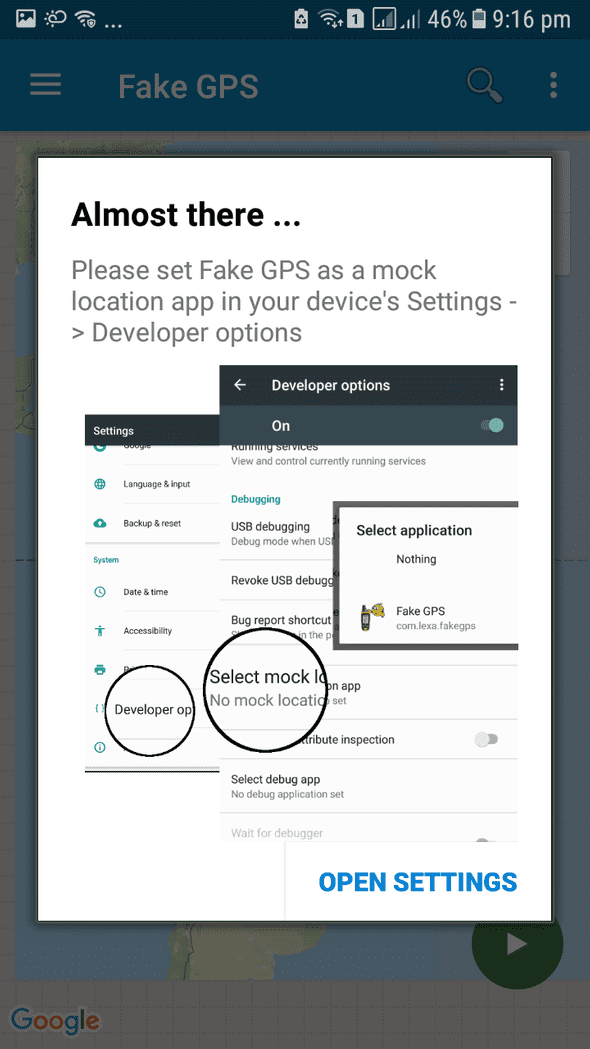 ... 1 46% 9:16 pm
Fake GPS
Almost there ...
Please set Fake GPS as a mock
location app in your device's Settings -
> Developer options
Settings
Google
Language & input
Backup & reset
System
Date & time
Accessibility
Developer op
Developer options
On
Running services
View and control currently running services
Debugging
USB debugging
Debug mode when USB
Revoke USB debugg
Bug report shortcut
in the po
Select mock lo
No mock locatio
on app
set
ttribute inspection
Select debug app
No debug application set
Wait for debugger
Select application
Nothing
Fake GPS
com.lexa.fakegps
OPEN SETTINGS
Google